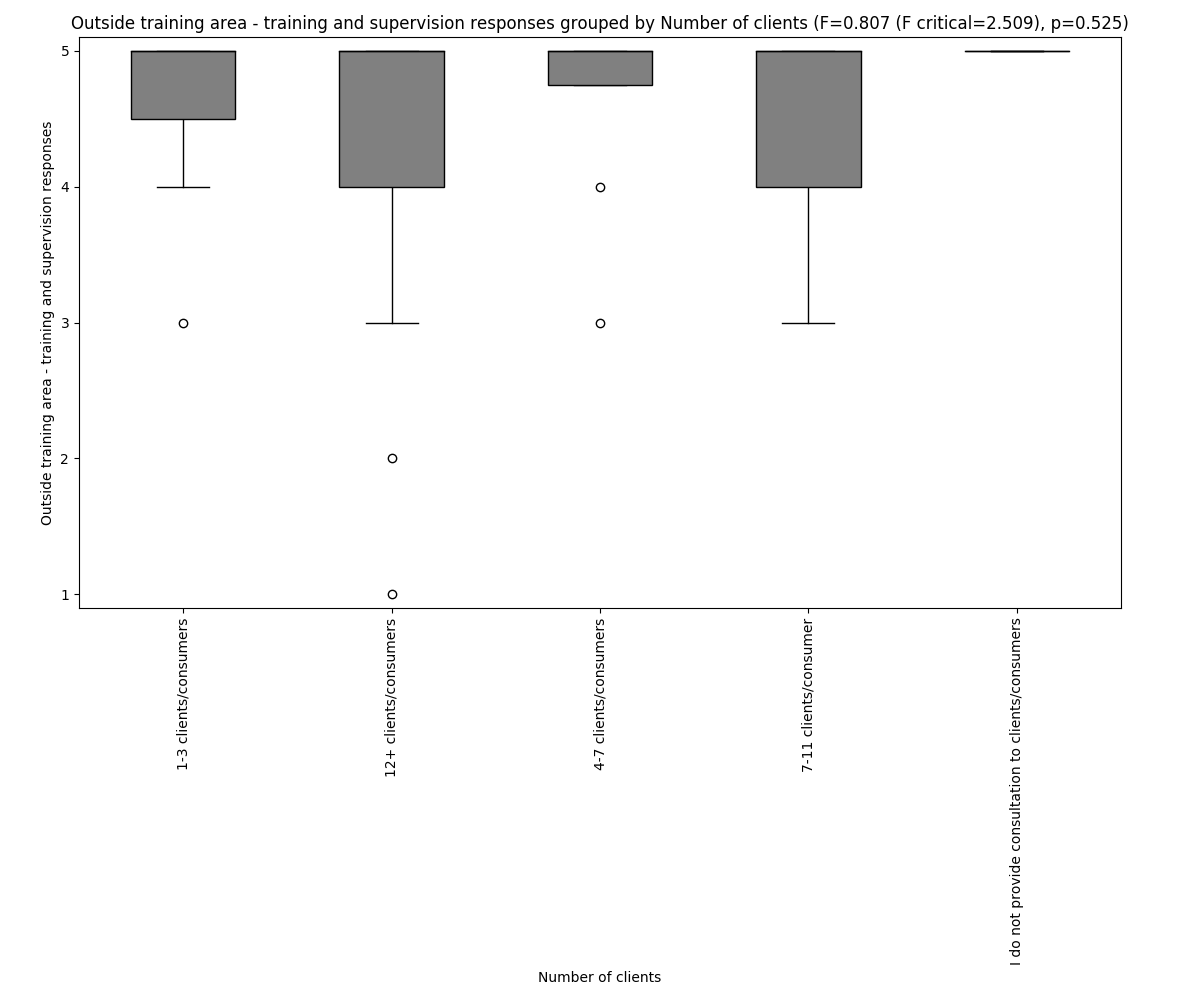 Outside training area - training and supervision responses grouped by Number of clients (F=0.807 (F critical=2.509), p=0.525)
Outside training area - training and supervision responses
5
4
3
2
1
1-3 clients/consumers
12+ clients/consumers
4-7 clients/consumers
7-11 clients/consumer
I do not provide consultation to clients/consumers
Number of clients